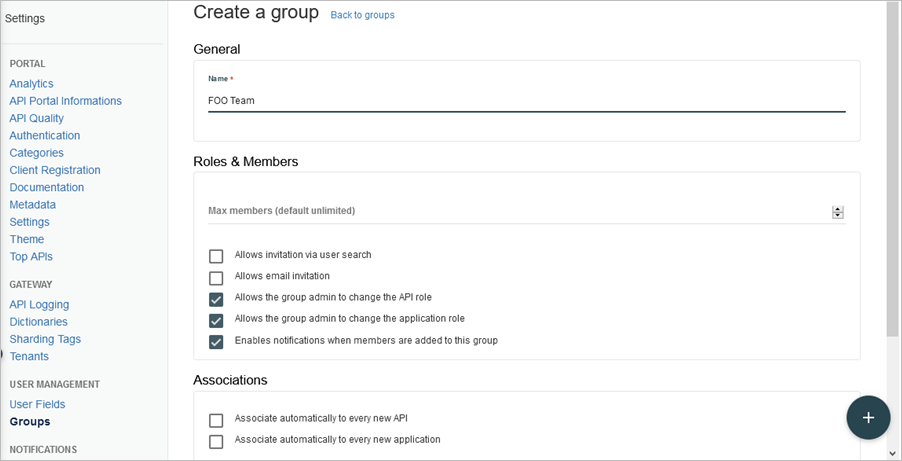 Settings
PORTAL
Analytics
API Portal Informations
API Quality
Authentication
Categories
Client Registration
Documentation
Metadata
Settings
Theme
Top APIs
GATEWAY
API Logging
Dictionaries
Sharding Tags
Tenants
USER MANAGEMENT
User Fields
Groups
NOTIFICATIONS
Create a group Back to groups
General
Name *
FOO Team
Roles & Members
Max members (default unlimited)
Allows invitation via user search
Allows email invitation
Allows the group admin to change the API role
Allows the group admin to change the application role
Enables notifications when members are added to this group
Associations
Associate automatically to every new API
Associate automatically to every new application
+